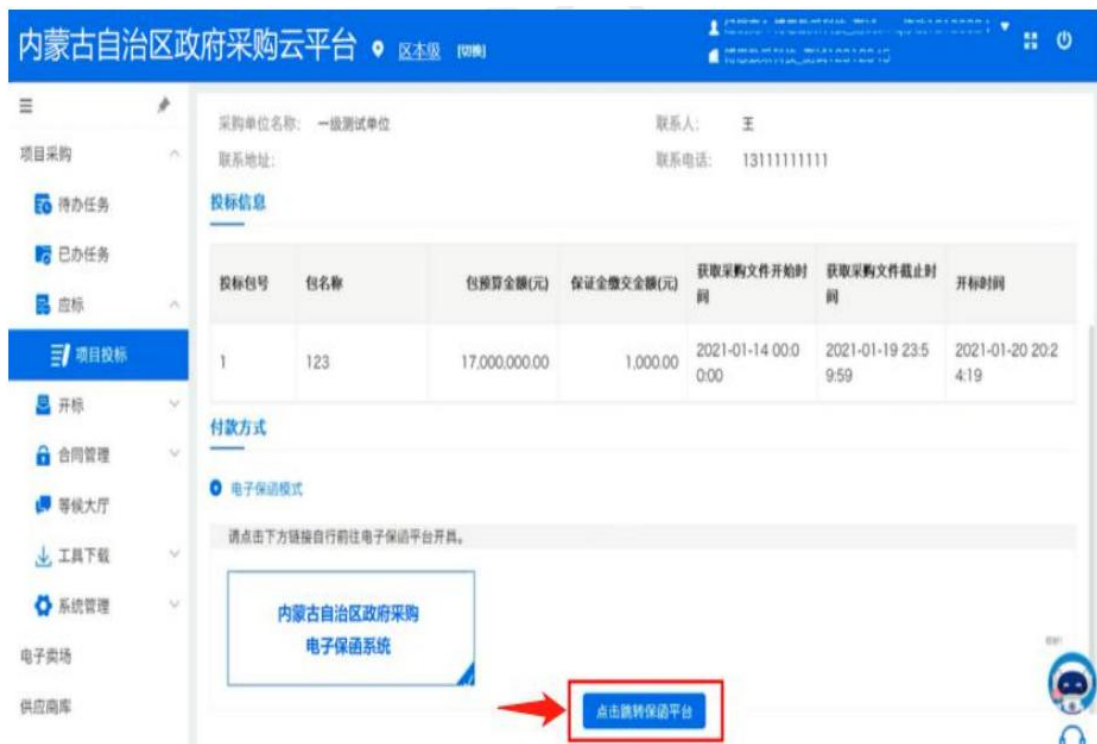 内蒙古自治区政府采购云平台 区本级 [切换]
项目采购
待办任务
已办任务
应标
项目投标
开标
合同管理
等候大厅
工具下载
系统管理
电子卖场
供应商库
采购单位名称: 一级测试单位 联系人: 王
联系地址: 联系电话: 13111111111
投标信息
投标包号 包名称 包预算金额(元) 保证金缴交金额(元) 获取采购文件开始时间 获取采购文件截止时间 开标时间
1 123 17,000,000.00 1,000.00 2021-01-14 00:00:00 2021-01-19 23:59:59 2021-01-20 20:24:19
付款方式
电子保函模式
请点击下方链接自行前往电子保函平台开具。
内蒙古自治区政府采购
电子保函系统
点击跳转保函平台